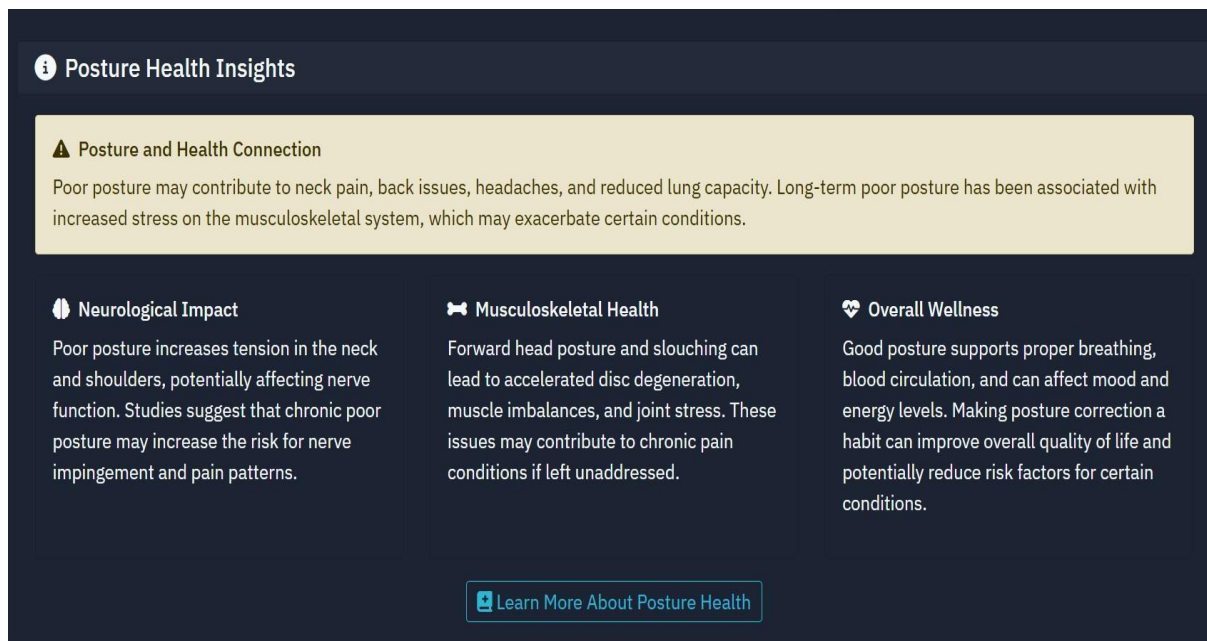 Posture Health Insights
Posture and Health Connection
Poor posture may contribute to neck pain, back issues, headaches, and reduced lung capacity. Long-term poor posture has been associated with
increased stress on the musculoskeletal system, which may exacerbate certain conditions.
Neurological Impact
Poor posture increases tension in the neck
and shoulders, potentially affecting nerve
function. Studies suggest that chronic poor
posture may increase the risk for nerve
impingement and pain patterns.
Musculoskeletal Health
Forward head posture and slouching can
lead to accelerated disc degeneration,
muscle imbalances, and joint stress. These
issues may contribute to chronic pain
conditions if left unaddressed.
Overall Wellness
Good posture supports proper breathing,
blood circulation, and can affect mood and
energy levels. Making posture correction a
habit can improve overall quality of life and
potentially reduce risk factors for certain
conditions.
Learn More About Posture Health